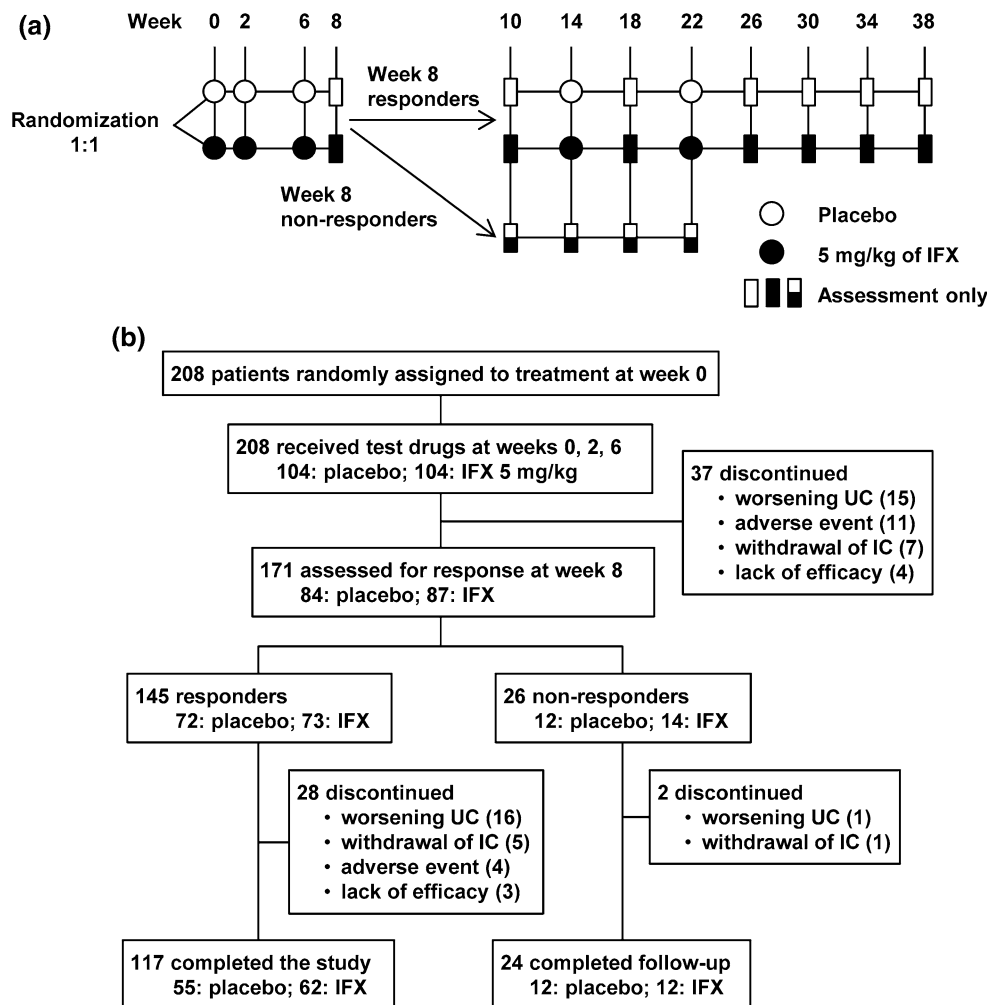 (a)
Week 0 2 6 8 10 14 18 22 26 30 34 38
Week 8
responders
Randomization
1:1
Week 8
non-responders
Placebo
5 mg/kg of IFX
Assessment only
(b)
208 patients randomly assigned to treatment at week 0
208 received test drugs at weeks 0, 2, 6
104: placebo; 104: IFX 5 mg/kg
37 discontinued
• worsening UC (15)
• adverse event (11)
• withdrawal of IC (7)
• lack of efficacy (4)
171 assessed for response at week 8
84: placebo; 87: IFX
145 responders
72: placebo; 73: IFX
26 non-responders
12: placebo; 14: IFX
28 discontinued
• worsening UC (16)
• withdrawal of IC (5)
• adverse event (4)
• lack of efficacy (3)
2 discontinued
• worsening UC (1)
• withdrawal of IC (1)
117 completed the study
55: placebo; 62: IFX
24 completed follow-up
12: placebo; 12: IFX